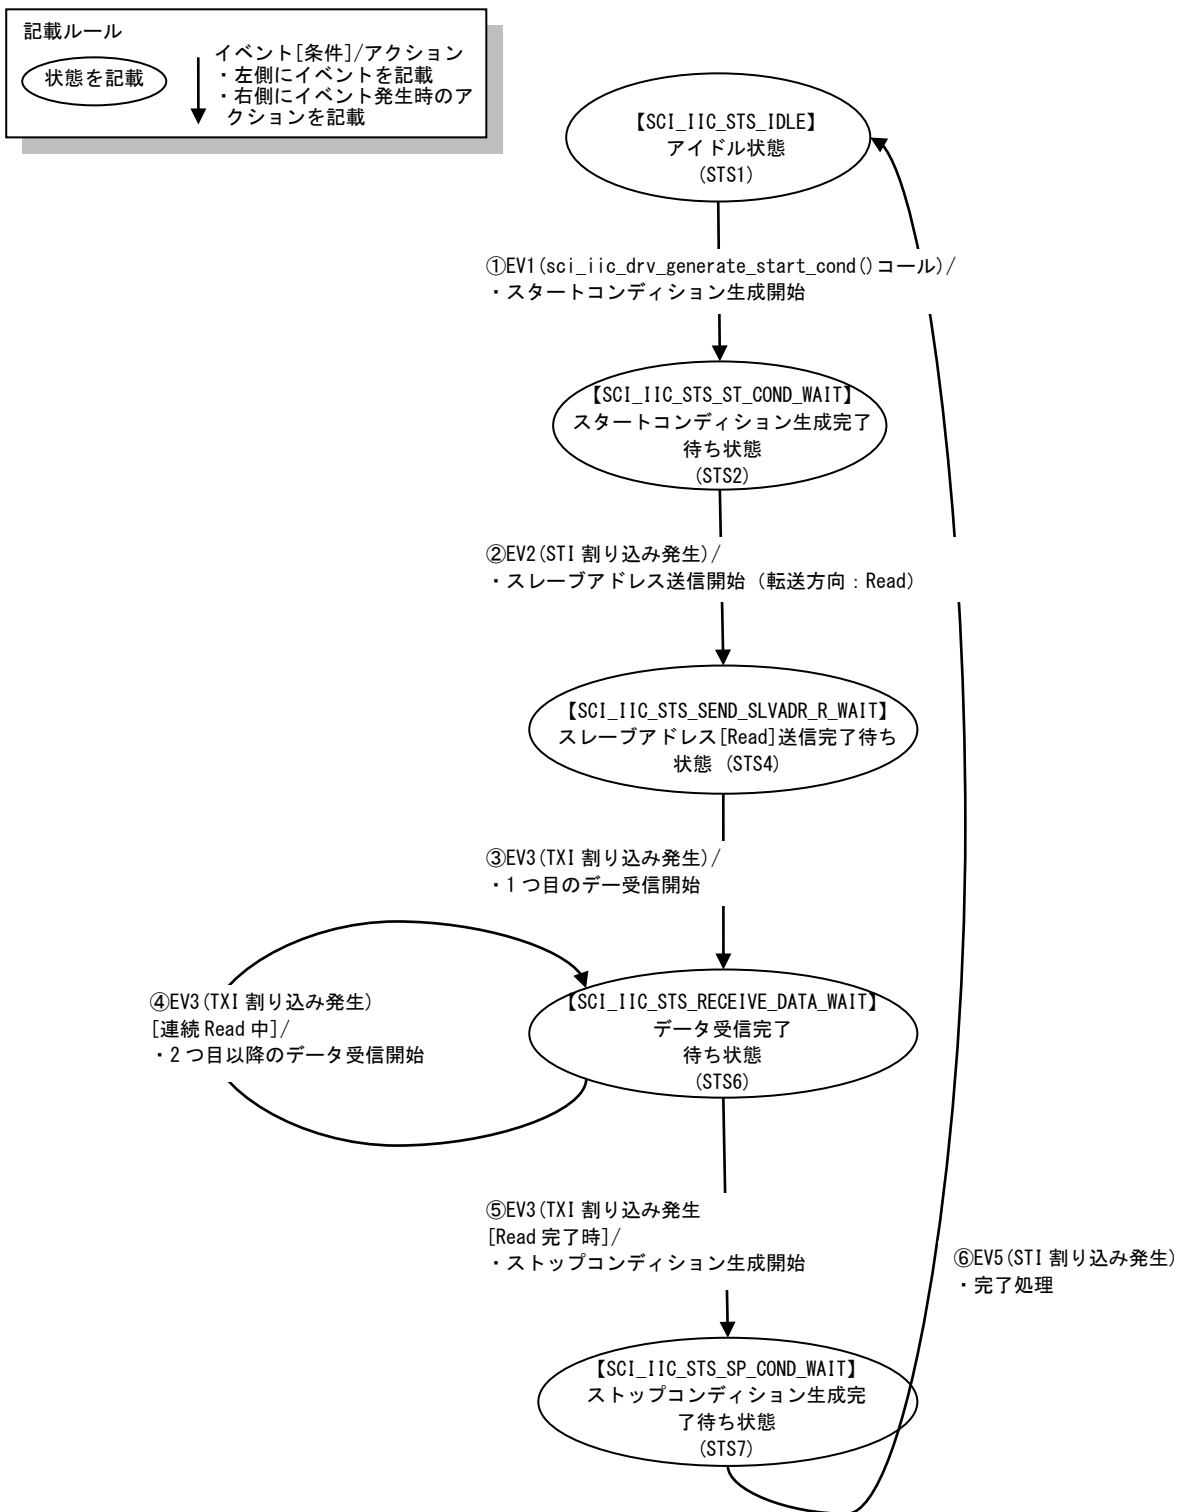 記載ルール
状態を記載
イベント[条件]/アクション
・左側にイベントを記載
・右側にイベント発生時のア
クションを記載
【SCI_IIC_STS_IDLE】
アイドル状態
(STS1)
①EV1(sci_iic_drv_generate_start_cond()コール)/
・スタートコンディション生成開始
【SCI_IIC_STS_ST_COND_WAIT】
スタートコンディション生成完了
待ち状態
(STS2)
②EV2(STI 割り込み発生)/
・スレーブアドレス送信開始（転送方向：Read）
【SCI_IIC_STS_SEND_SLVADR_R_WAIT】
スレーブアドレス[Read]送信完了待ち
状態 (STS4)
③EV3(TXI 割り込み発生)/
・1 つ目のデー受信開始
④EV3(TXI 割り込み発生)
[連続 Read 中]/
・2 つ目以降のデータ受信開始
【SCI_IIC_STS_RECEIVE_DATA_WAIT】
データ受信完了
待ち状態
(STS6)
⑤EV3(TXI 割り込み発生
[Read 完了時]/
・ストップコンディション生成開始
⑥EV5(STI 割り込み発生)
・完了処理
【SCI_IIC_STS_SP_COND_WAIT】
ストップコンディション生成完
了待ち状態
(STS7)